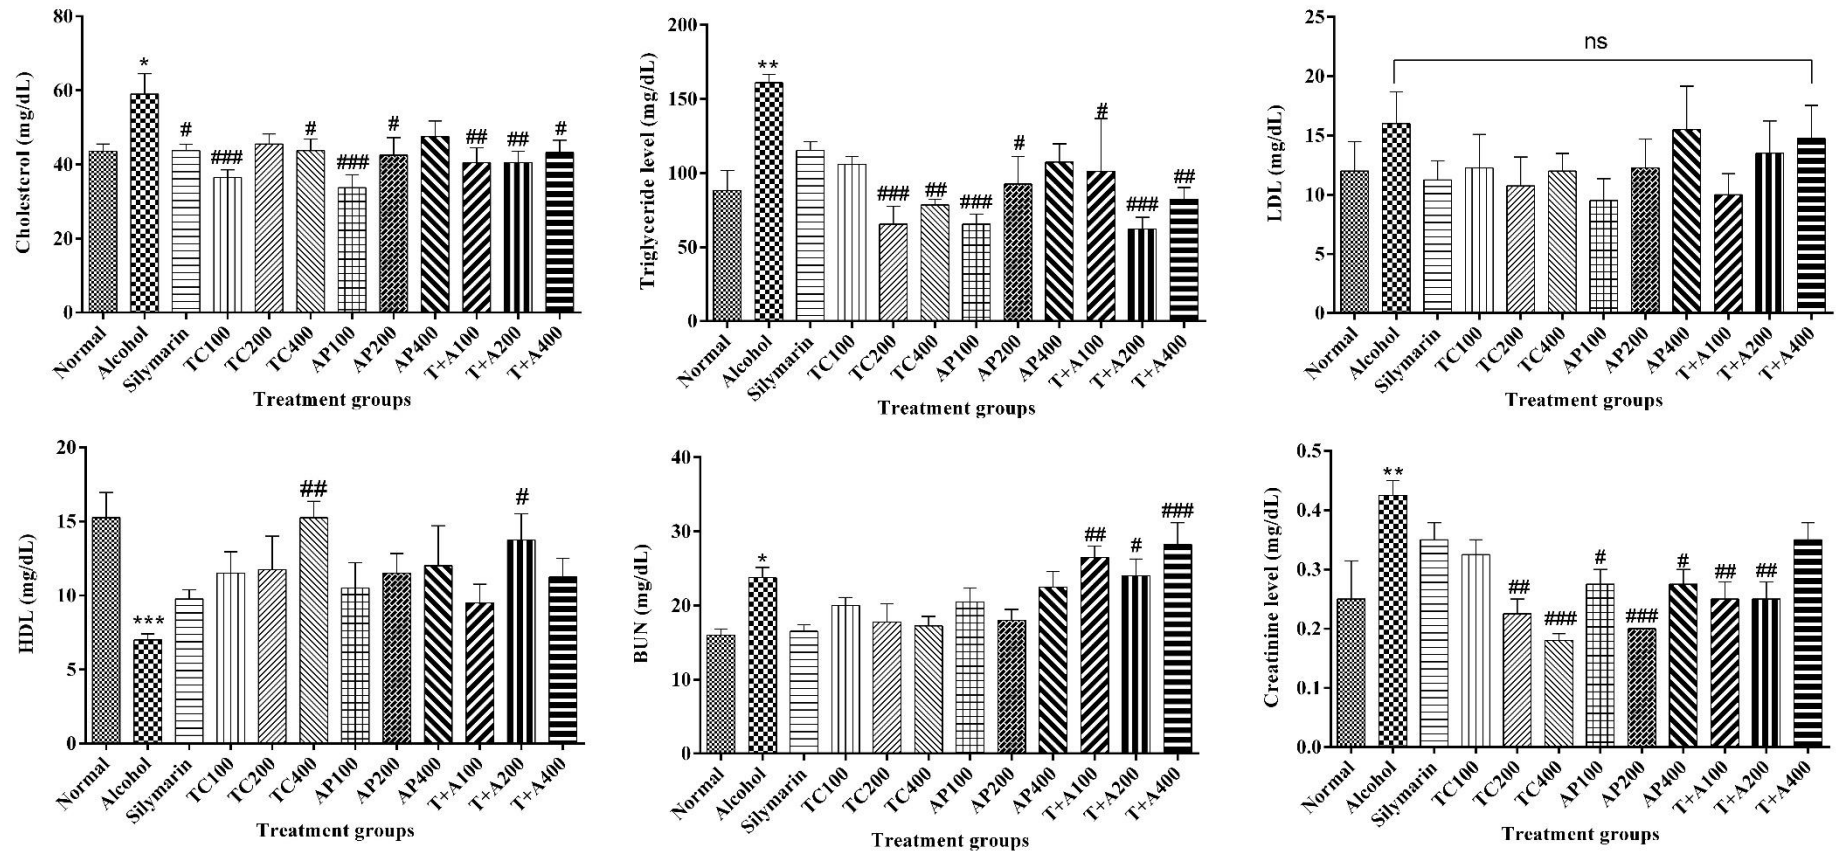 Cholesterol (mg/dL)
80
60
40
20
0
* # ### # ### # ## ## #
Normal Alcohol Silymarin TC100 TC200 TC400 AP100 AP200 AP400 T+A100 T+A200 T+A400
Treatment groups
Triglyceride level (mg/dL)
200
150
100
50
0
** ### ## ### # # ### ##
Normal Alcohol Silymarin TC100 TC200 TC400 AP100 AP200 AP400 T+A100 T+A200 T+A400
Treatment groups
LDL (mg/dL)
25
20
15
10
5
0
ns
Normal Alcohol Silymarin TC100 TC200 TC400 AP100 AP200 AP400 T+A100 T+A200 T+A400
Treatment groups
HDL (mg/dL)
20
15
10
5
0
*** ## #
Normal Alcohol Silymarin TC100 TC200 TC400 AP100 AP200 AP400 T+A100 T+A200 T+A400
Treatment groups
BUN (mg/dL)
40
30
20
10
0
* ## # ###
Normal Alcohol Silymarin TC100 TC200 TC400 AP100 AP200 AP400 T+A100 T+A200 T+A400
Treatment groups
Creatinine level (mg/dL)
0.5
0.4
0.3
0.2
0.1
0.0
** ## ### # ### # ## ##
Normal Alcohol Silymarin TC100 TC200 TC400 AP100 AP200 AP400 T+A100 T+A200 T+A400
Treatment groups